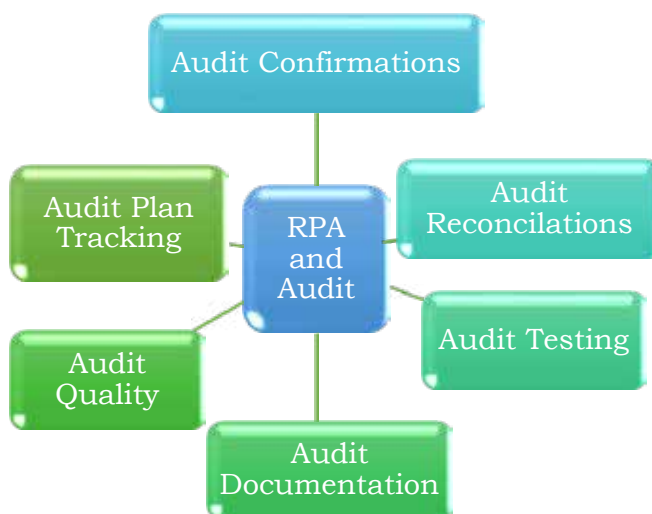 Audit Confirmations
Audit Plan
Tracking
RPA
and
Audit
Audit
Reconcilations
Audit Testing
Audit
Quality
Audit
Documentation